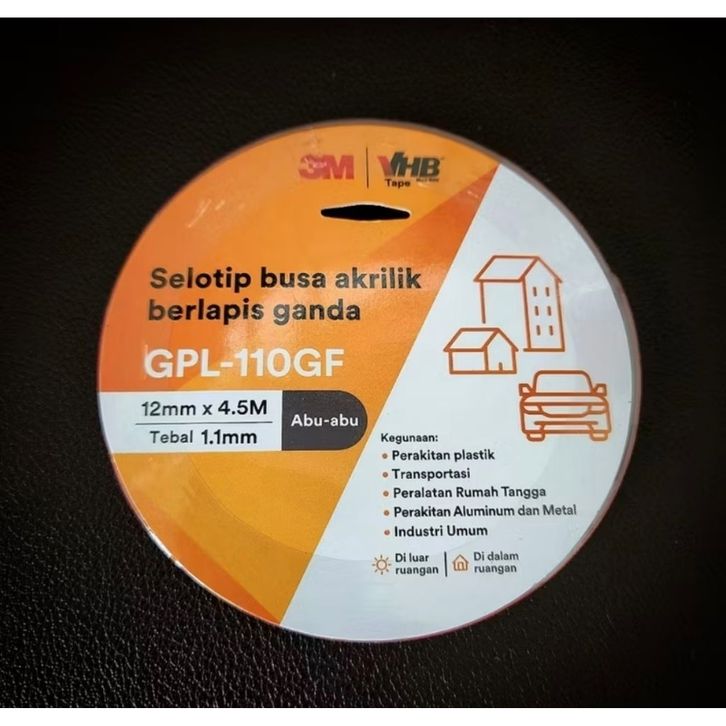 3M | VHB
Tape
Selotip busa akrilik
berlapis ganda
GPL-110GF
12mm x 4.5M
Tebal 1.1mm
Abu-abu
Kegunaan:
• Perakitan plastik
• Transportasi
• Peralatan Rumah Tangga
• Perakitan Aluminum dan Metal
• Industri Umum
Di luar
ruangan
Di dalam
ruangan